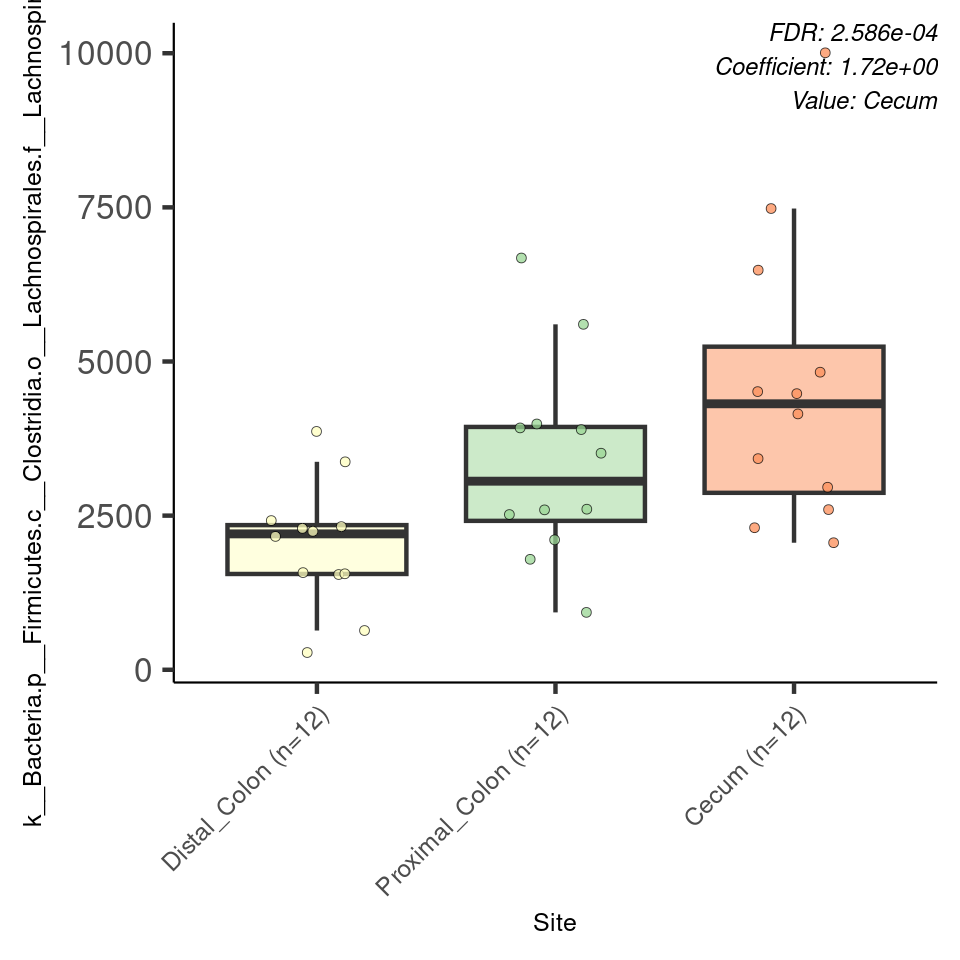 FDR: 2.586e-04
Coefficient: 1.72e+00
Value: Cecum
k__Bacteria.p__Firmicutes.c__Clostridia.o__Lachnospirales.f__Lachnospir
10000
7500
5000
2500
0
Distal_Colon (n=12)
Proximal_Colon (n=12)
Cecum (n=12)
Site